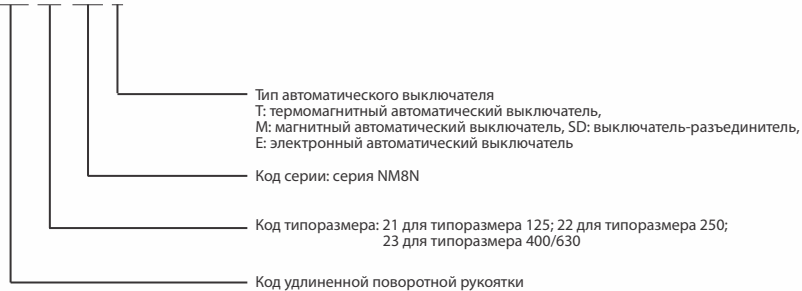 Тип автоматического выключателя
Т: термомагнитный автоматический выключатель,
М: магнитный автоматический выключатель, SD: выключатель-разъединитель,
Е: электронный автоматический выключатель
Код серии: серия NM8N
Код типоразмера: 21 для типоразмера 125; 22 для типоразмера 250;
23 для типоразмера 400/630
Код удлиненной поворотной рукоятки